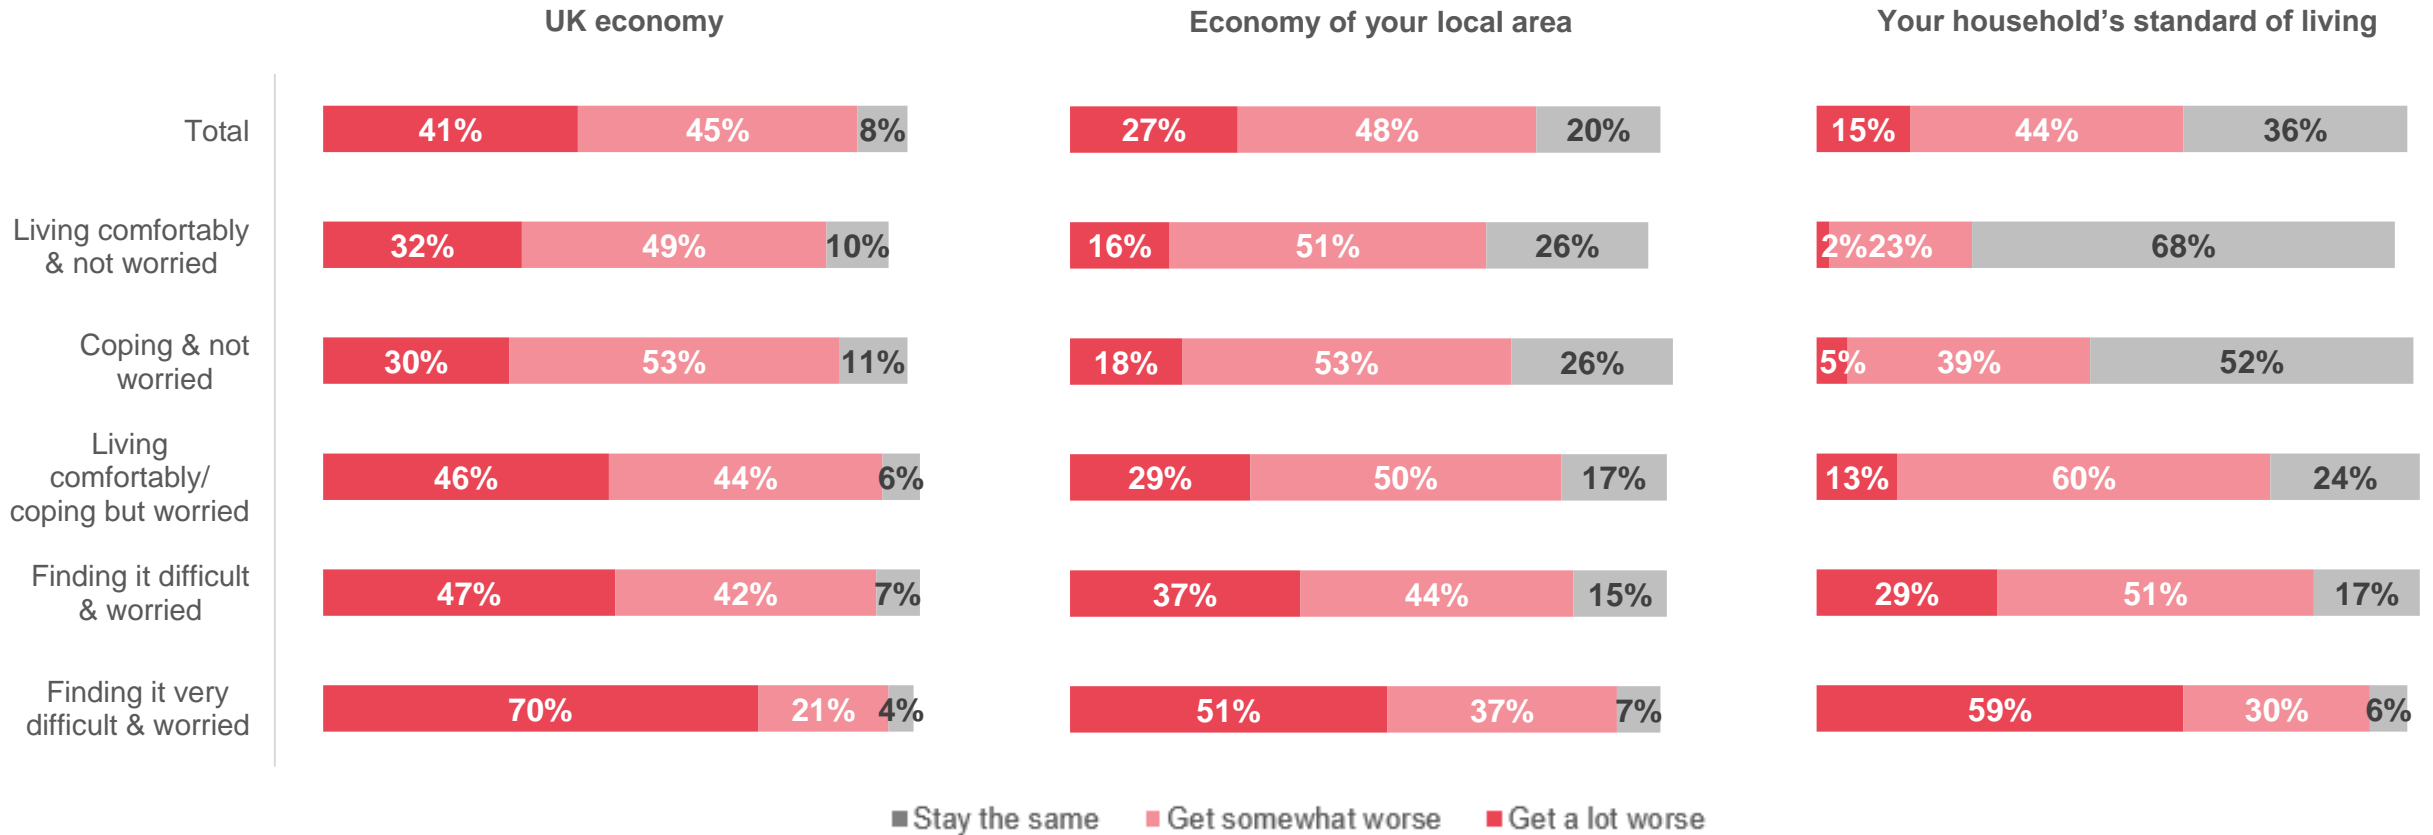 UK economy
Economy of your local area
Your household’s standard of living
Total
41% 45% 8%
27% 48% 20%
15% 44% 36%
Living comfortably
& not worried
32% 49% 10%
16% 51% 26%
2% 23% 68%
Coping & not
worried
30% 53% 11%
18% 53% 26%
5% 39% 52%
Living
comfortably/
coping but worried
46% 44% 6%
29% 50% 17%
13% 60% 24%
Finding it difficult
& worried
47% 42% 7%
37% 44% 15%
29% 51% 17%
Finding it very
difficult & worried
70% 21% 4%
51% 37% 7%
59% 30% 6%
Stay the same Get somewhat worse Get a lot worse